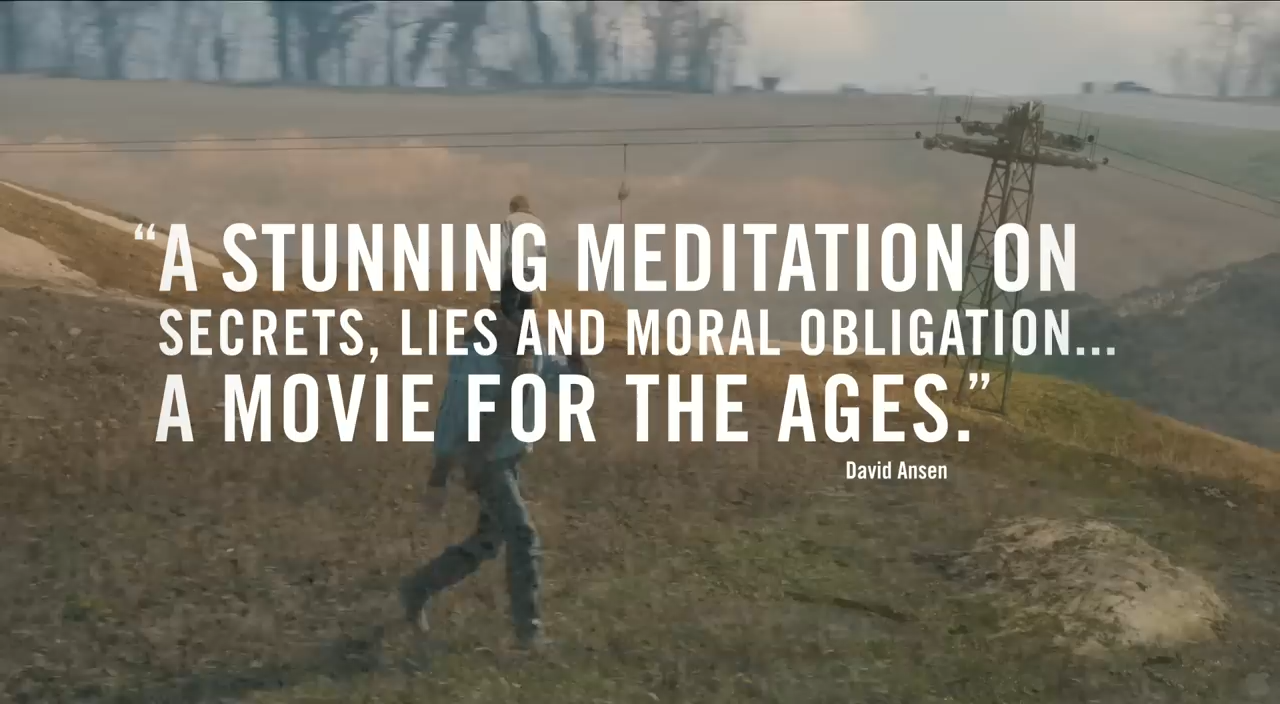 “A STUNNING MEDITATION ON
SECRETS, LIES AND MORAL OBLIGATION...
A MOVIE FOR THE AGES.”
David Ansen